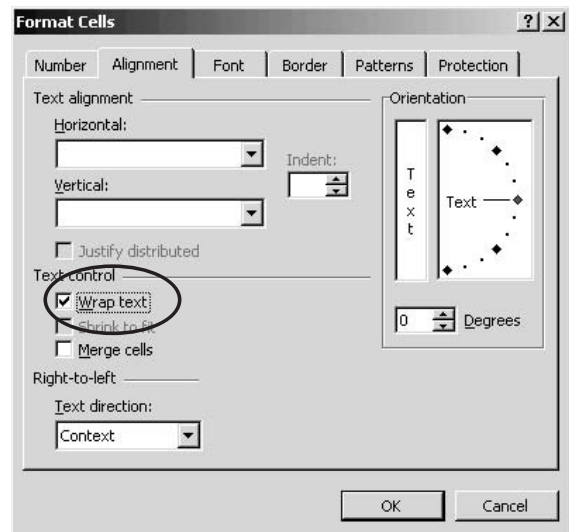 Format Cells ? ×
Number Alignment Font Border Patterns Protection
Text alignment
Horizontal:
Indent:
Vertical:
Justify distributed
Text control
Wrap text
Shrink to fit
Merge cells
Right-to-left
Text direction:
Context
Orientation
Text
Text
0 Degrees
OK Cancel